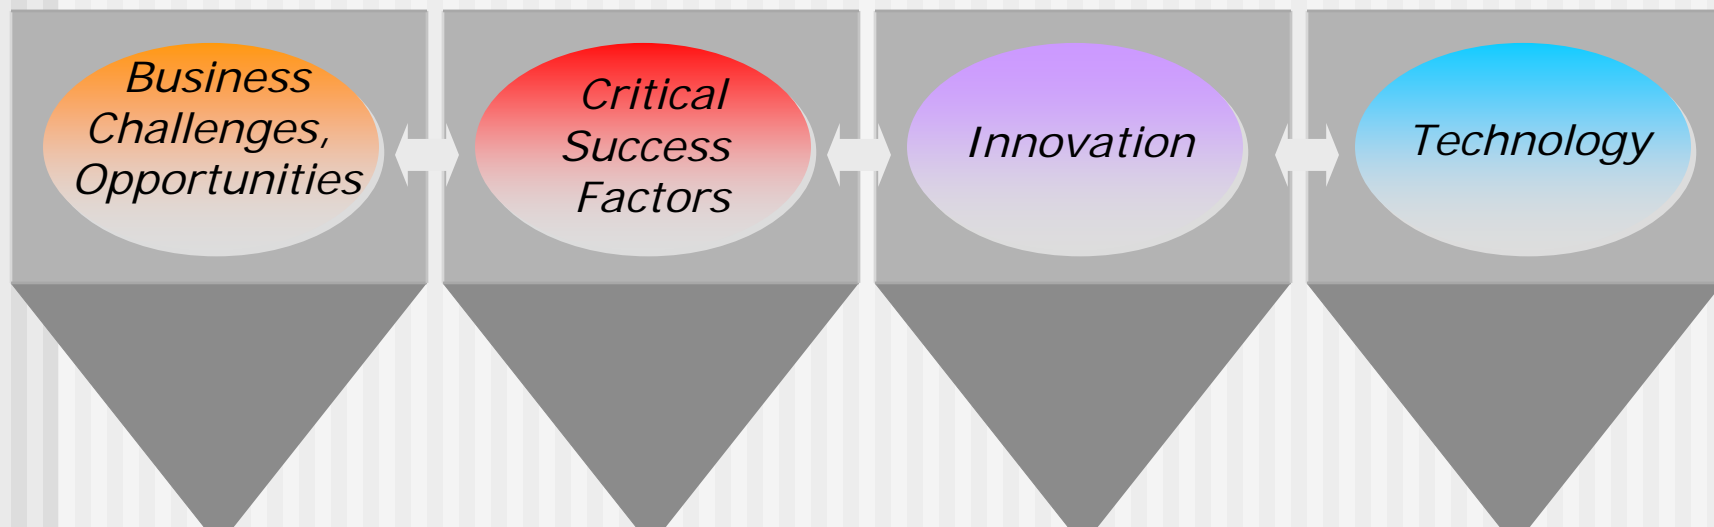 Business
Challenges,
Opportunities
Critical
Success
Factors
Innovation
Technology